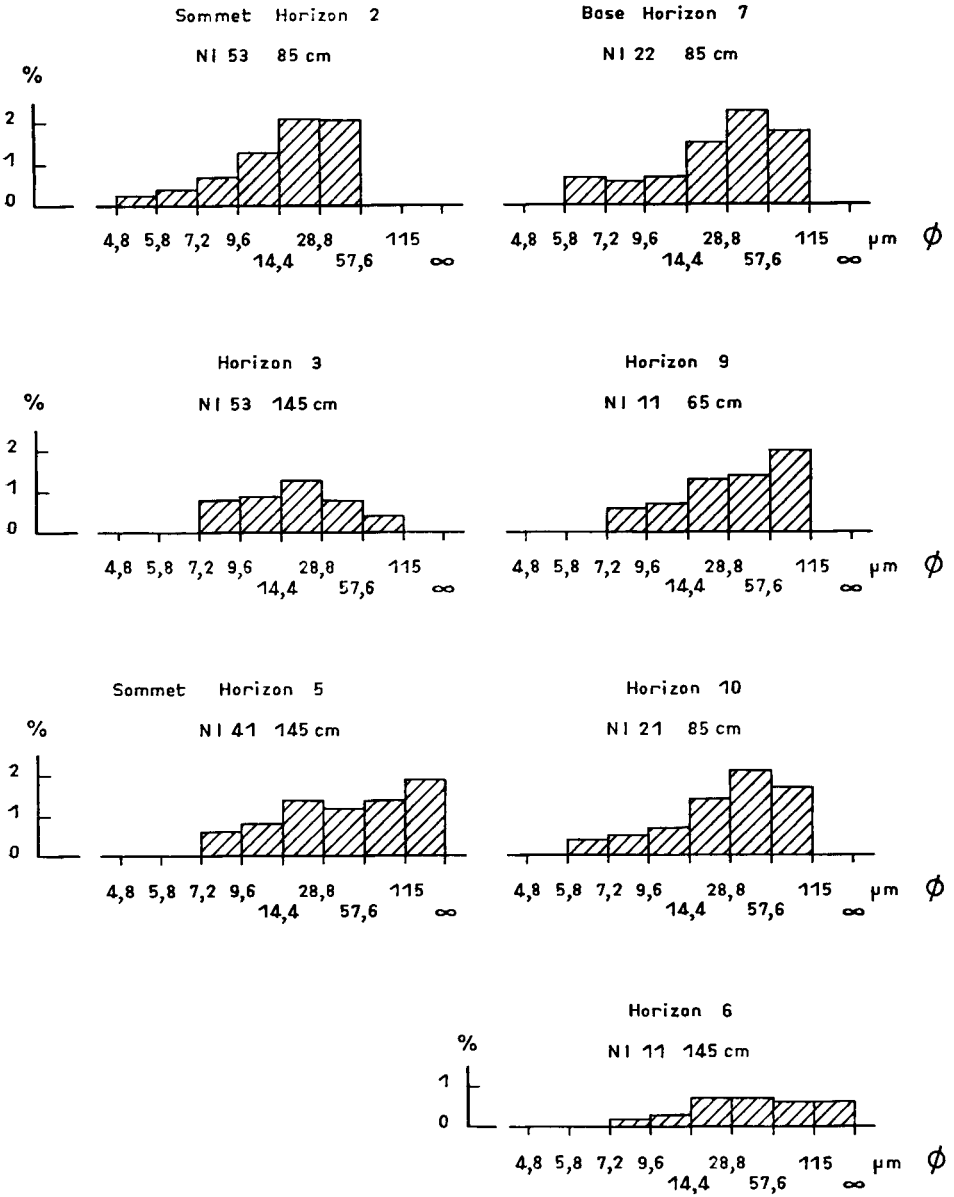 Sommet Horizon 2
NI 53 85 cm
%
2
1
0
4,8 5,8 7,2 9,6 28,8 115
14,4 57,6 ∞
Base Horizon 7
NI 22 85 cm
4,8 5,8 7,2 9,6 28,8 115 µm ϕ
14,4 57,6 ∞
Horizon 3
NI 53 145 cm
%
2
1
0
4,8 5,8 7,2 9,6 28,8 115
14,4 57,6 ∞
Horizon 9
NI 11 65 cm
4,8 5,8 7,2 9,6 28,8 115 µm ϕ
14,4 57,6 ∞
Sommet Horizon 5
NI 41 145 cm
%
2
1
0
4,8 5,8 7,2 9,6 28,8 115
14,4 57,6 ∞
Horizon 10
NI 21 85 cm
4,8 5,8 7,2 9,6 28,8 115 µm ϕ
14,4 57,6 ∞
Horizon 6
NI 11 145 cm
%
1
0
4,8 5,8 7,2 9,6 28,8 115 µm ϕ
14,4 57,6 ∞